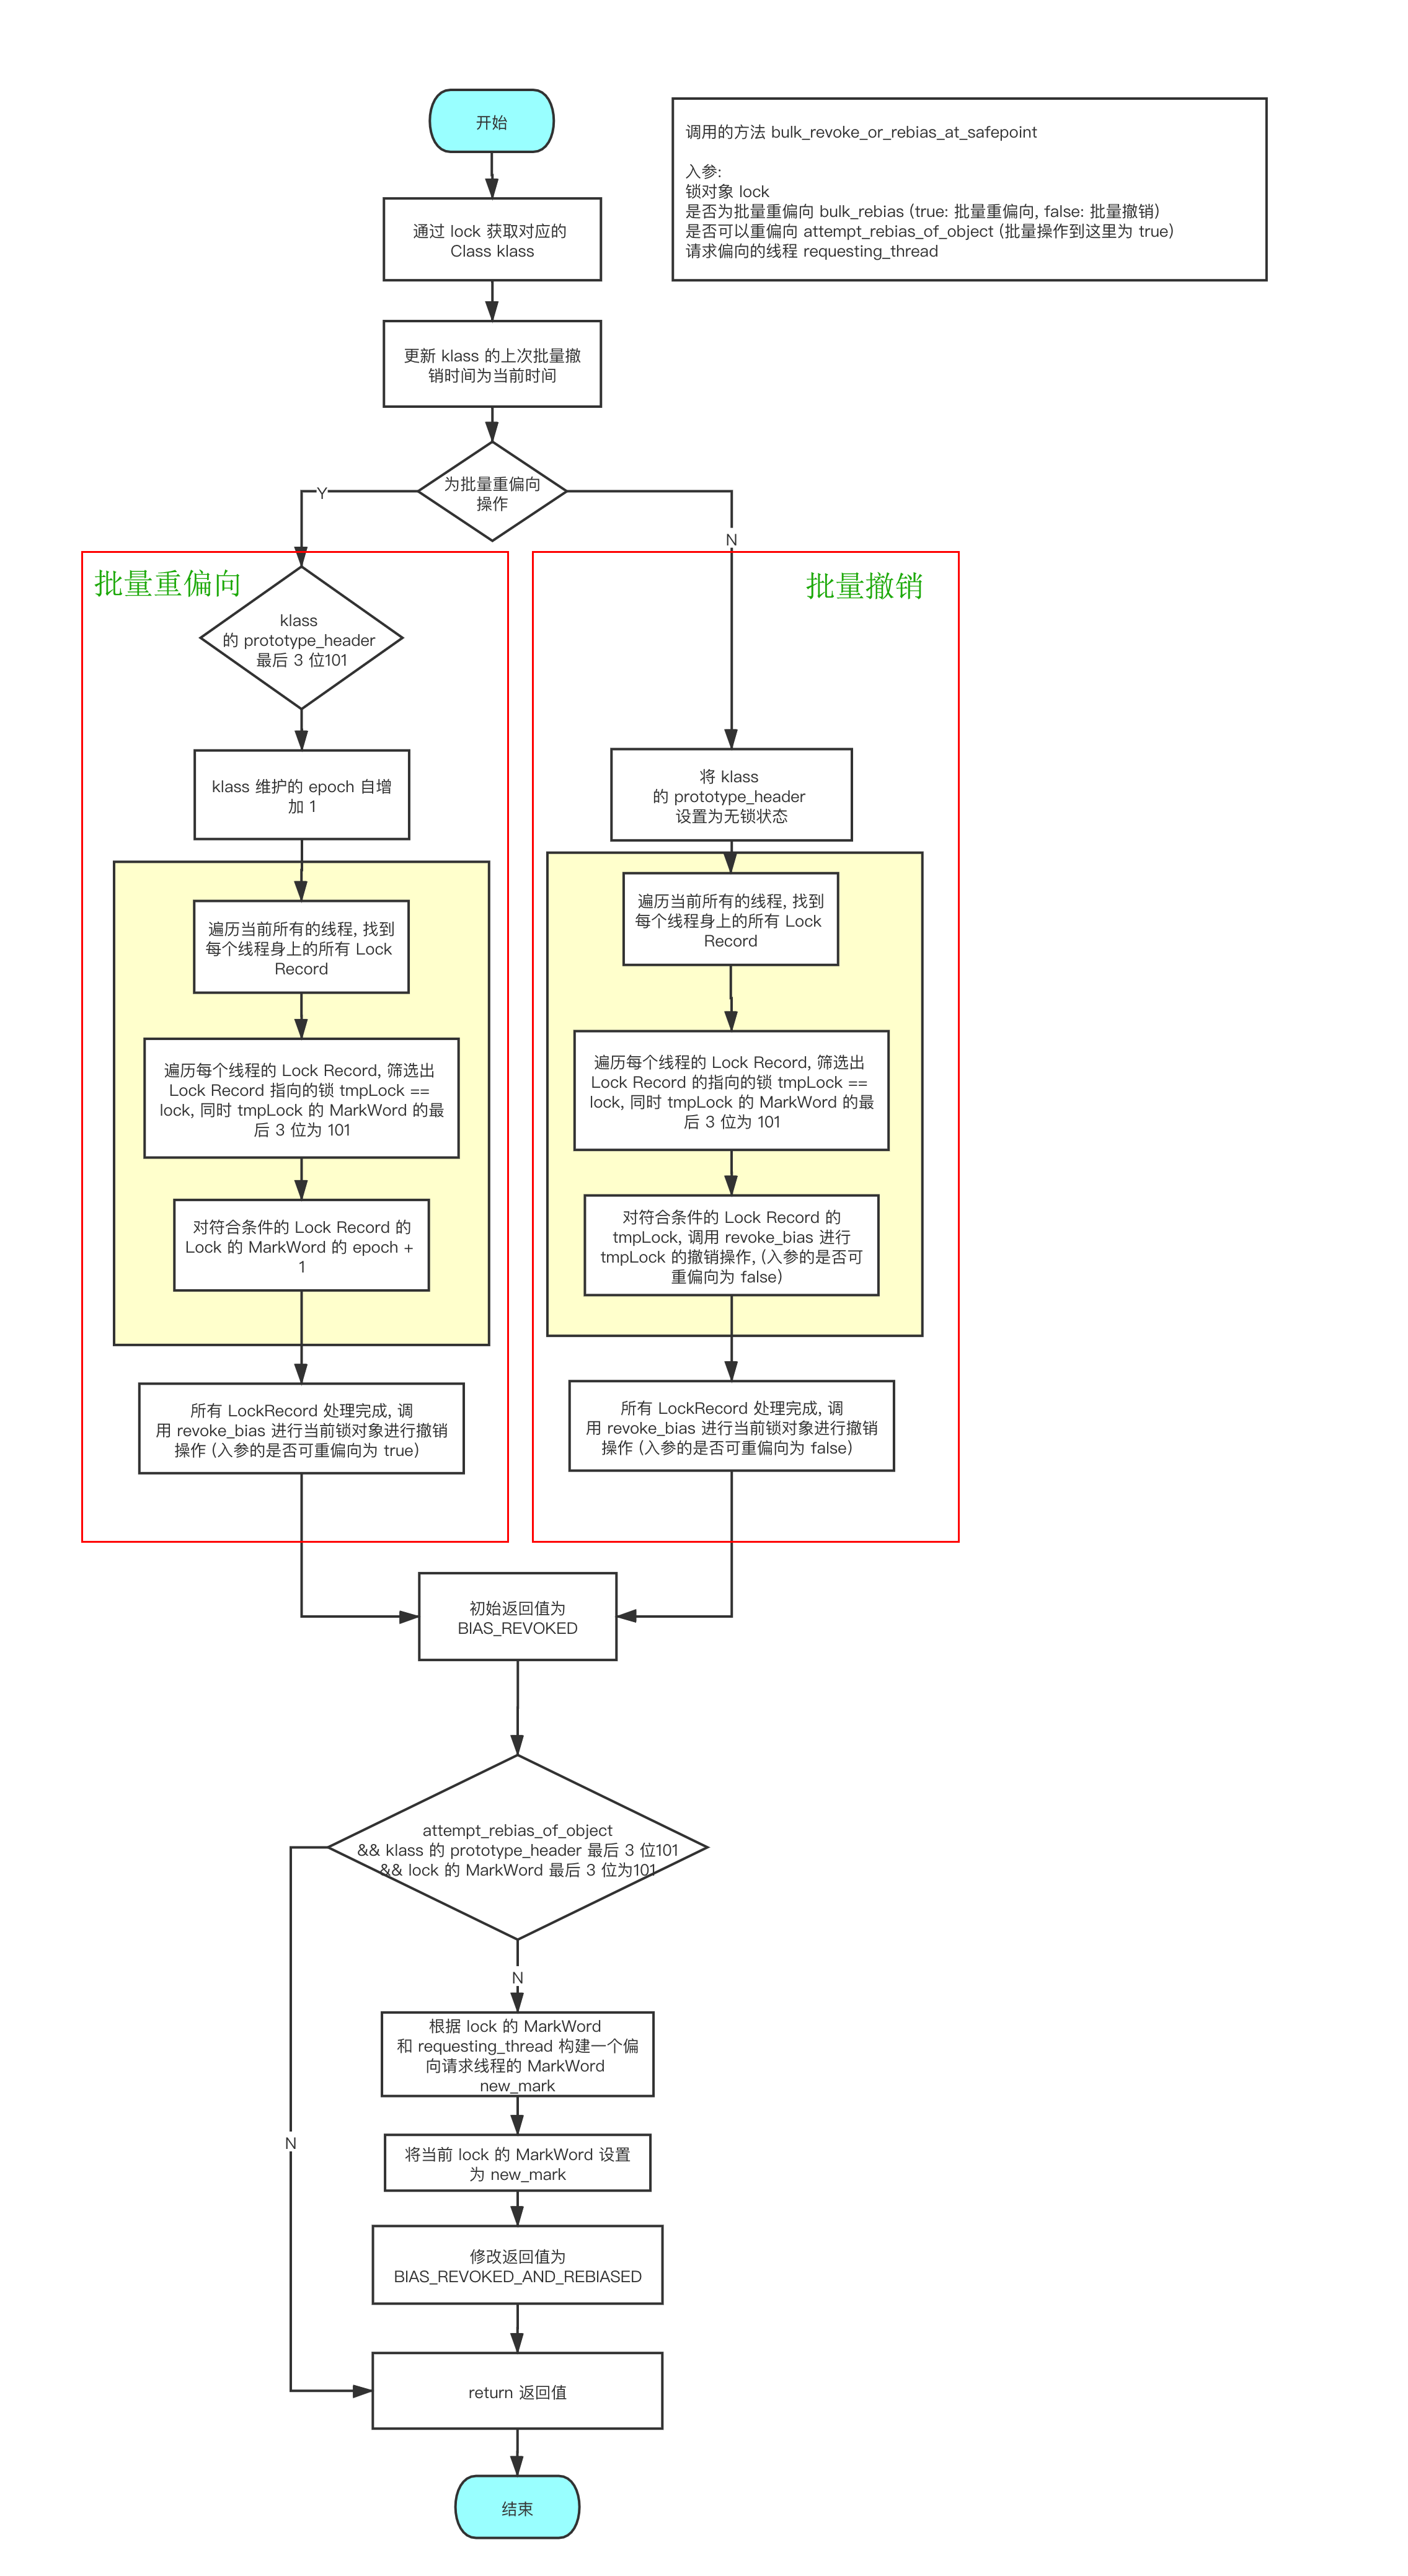 开始
调用的方法 bulk_revoke_or_rebias_at_safepoint
入参:
锁对象 lock
是否为批量重偏向 bulk_rebias (true: 批量重偏向, false: 批量撤销)
是否可以重偏向 attempt_rebias_of_object (批量操作到这里为 true)
请求偏向的线程 requesting_thread
通过 lock 获取对应的
Class klass
更新 klass 的上次批量撤
销时间为当前时间
为批量重偏向
操作
Y
N
批量重偏向
klass
的 prototype_header
最后 3 位101
klass 维护的 epoch 自增
加 1
遍历当前所有的线程, 找到
每个线程身上的所有 Lock
Record
遍历每个线程的 Lock Record, 筛选出
Lock Record 指向的锁 tmpLock ==
lock, 同时 tmpLock 的 MarkWord 的最
后 3 位为 101
对符合条件的 Lock Record 的
Lock 的 MarkWord 的 epoch +
1
所有 LockRecord 处理完成, 调
用 revoke_bias 进行当前锁对象进行撤销
操作 (入参的是否可重偏向为 true)
批量撤销
将 klass
的 prototype_header
设置为无锁状态
遍历当前所有的线程, 找到
每个线程身上的所有 Lock
Record
遍历每个线程的 Lock Record, 筛选出
Lock Record 的指向的锁 tmpLock ==
lock, 同时 tmpLock 的 MarkWord 的最
后 3 位为 101
对符合条件的 Lock Record 的
tmpLock, 调用 revoke_bias 进行
tmpLock 的撤销操作, (入参的是否可
重偏向为 false)
所有 LockRecord 处理完成, 调
用 revoke_bias 进行当前锁对象进行撤销
操作 (入参的是否可重偏向为 false)
初始返回值为
BIAS_REVOKED
attempt_rebias_of_object
&& klass 的 prototype_header 最后 3 位101
&& lock 的 MarkWord 最后 3 位为101
N
根据 lock 的 MarkWord
和 requesting_thread 构建一个偏
向请求线程的 MarkWord
new_mark
N
将当前 lock 的 MarkWord 设置
为 new_mark
修改返回值为
BIAS_REVOKED_AND_REBIASED
return 返回值
结束